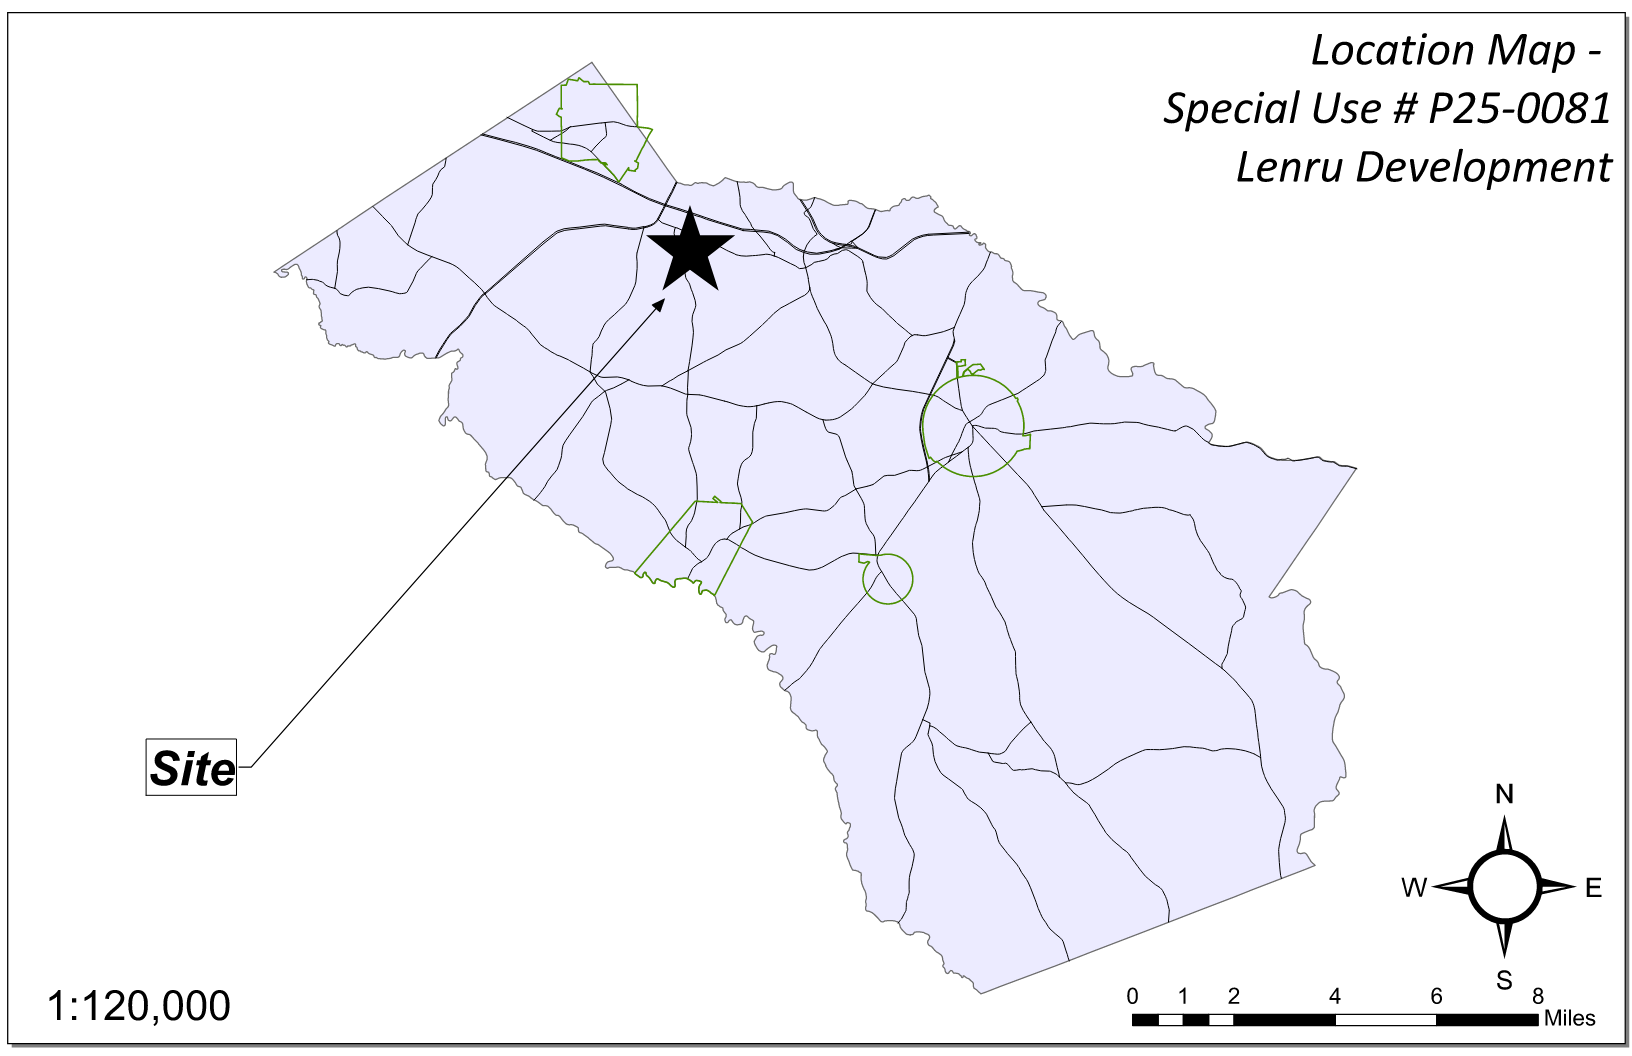 Location Map -
Special Use # P25-0081
Lenru Development
Site
N
W E
S
1:120,000
0 1 2 4 6 8
Miles